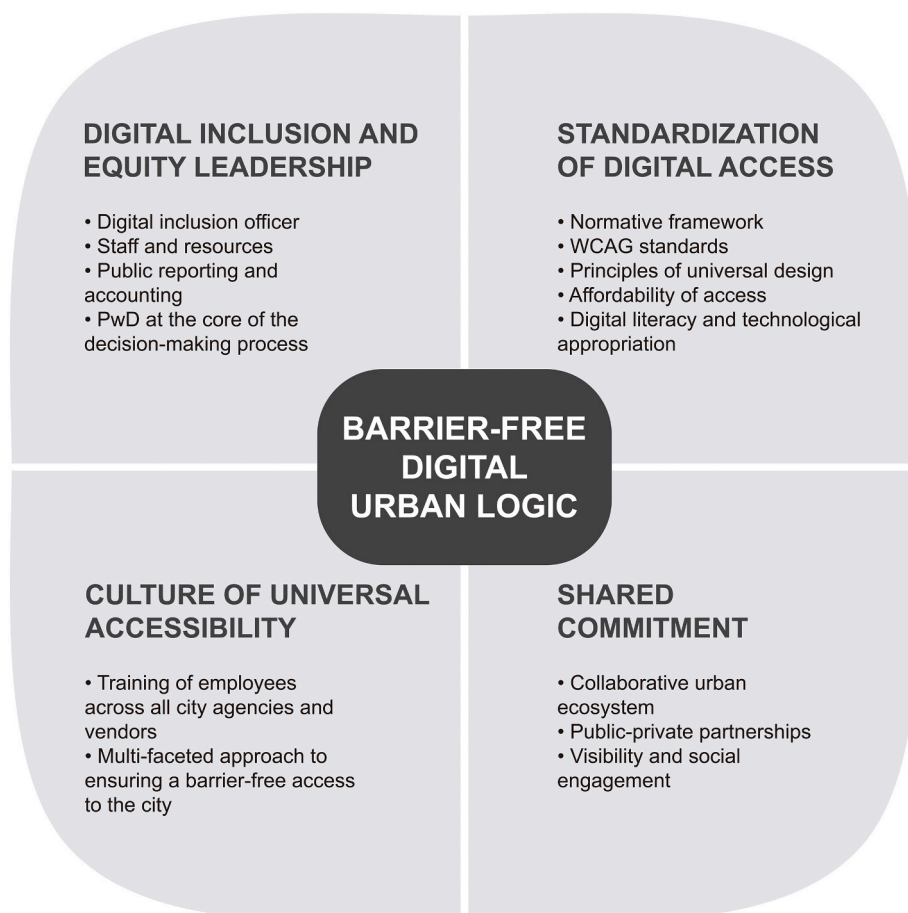 DIGITAL INCLUSION AND
EQUITY LEADERSHIP
• Digital inclusion officer
• Staff and resources
• Public reporting and
accounting
• PwD at the core of the
decision-making process
STANDARDIZATION
OF DIGITAL ACCESS
• Normative framework
• WCAG standards
• Principles of universal design
• Affordability of access
• Digital literacy and technological
appropriation
BARRIER-FREE
DIGITAL
URBAN LOGIC
CULTURE OF UNIVERSAL
ACCESSIBILITY
• Training of employees
across all city agencies and
vendors
• Multi-faceted approach to
ensuring a barrier-free access
to the city
SHARED
COMMITMENT
• Collaborative urban
ecosystem
• Public-private partnerships
• Visibility and social
engagement